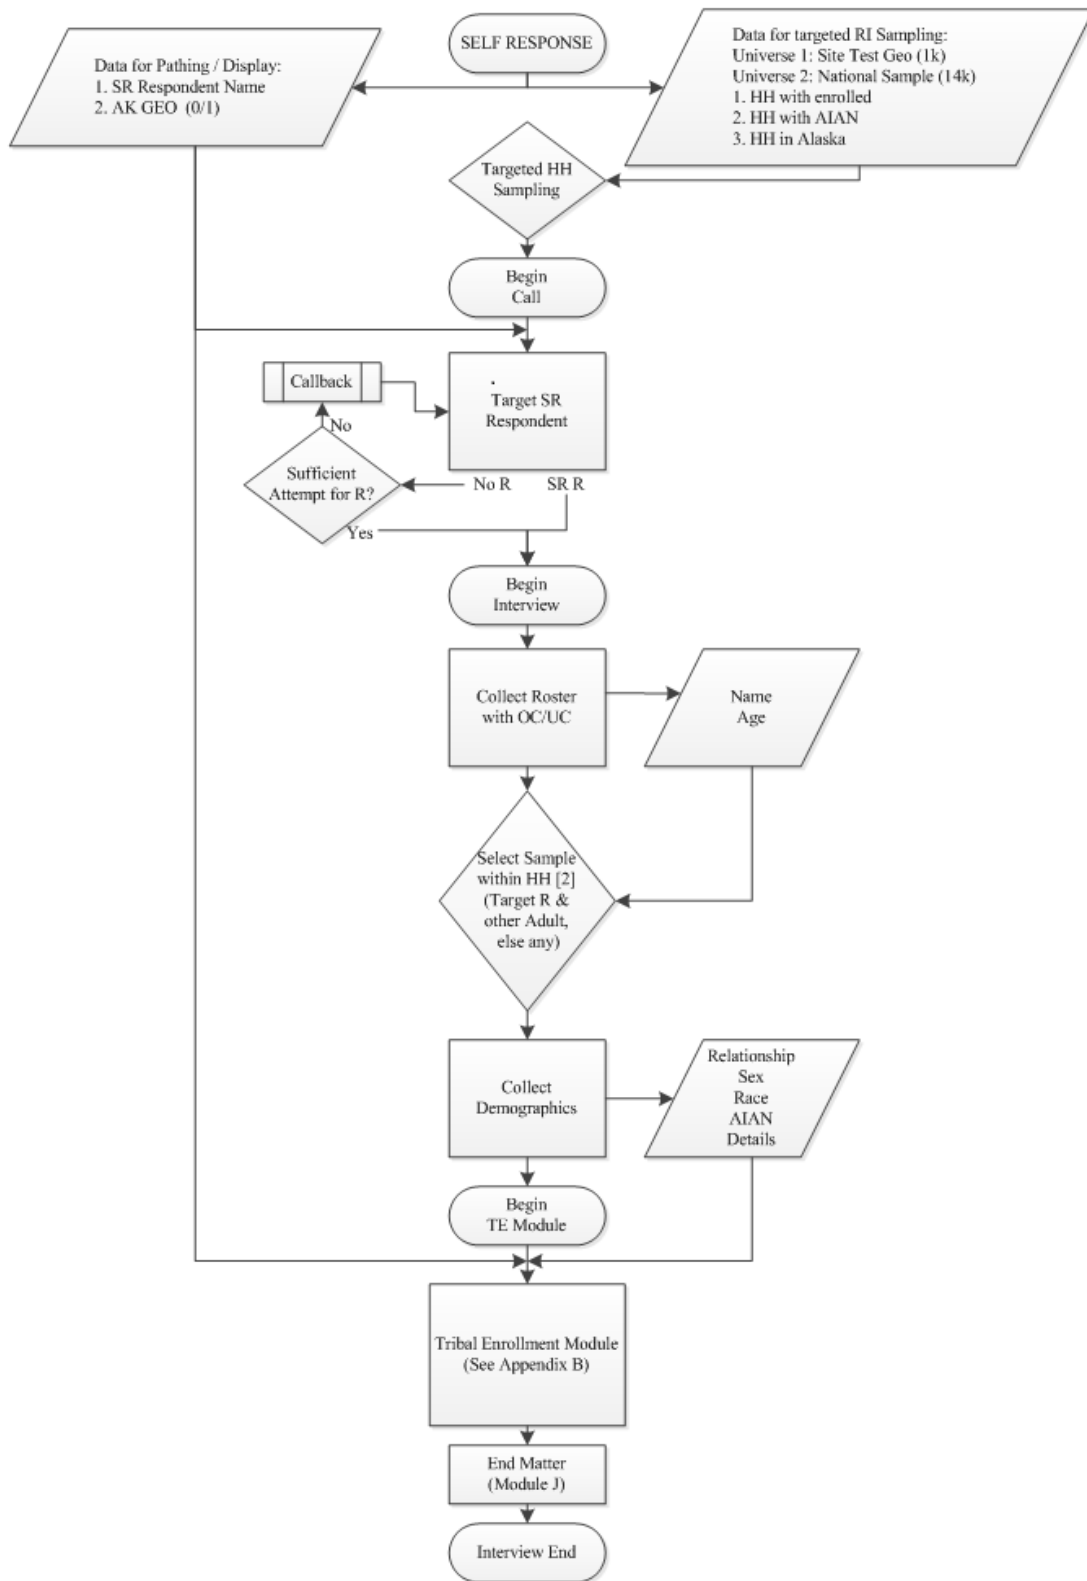 SELF RESPONSE
Data for Pathing / Display:
1. SR Respondent Name
2. AK GEO (0/1)
Data for targeted RI Sampling:
Universe 1: Site Test Geo (1k)
Universe 2: National Sample (14k)
1. HH with enrolled
2. HH with AIAN
3. HH in Alaska
Targeted HH
Sampling
Begin
Call
.
Target SR
Respondent
Callback
No
Sufficient
Attempt for R?
No R
SR R
Yes
Begin
Interview
Collect Roster
with OC/UC
Name
Age
Select Sample
within HH [2]
(Target R &
other Adult,
else any)
Collect
Demographics
Relationship
Sex
Race
AIAN
Details
Begin
TE Module
Tribal Enrollment Module
(See Appendix B)
End Matter
(Module J)
Interview End